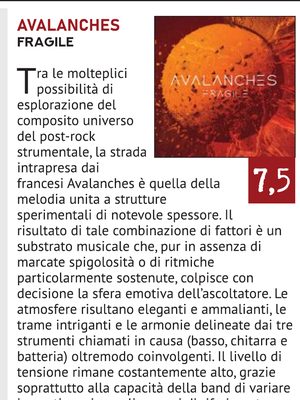 AVALANCHES
FRAGILE
AVALANCHES
FRAGILE
7,5
Tra le molteplici
possibilità di
esplorazione del
composito universo
del post-rock
strumentale, la strada
intrapresa dai
francesi Avalanches è quella della
melodia unita a strutture
sperimentali di notevole spessore. Il
risultato di tale combinazione di fattori è un
substrato musicale che, pur in assenza di
marcate spigolosità o di ritmiche
particolarmente sostenute, colpisce con
decisione la sfera emotiva dell'ascoltatore. Le
atmosfere risultano eleganti e ammalianti, le
trame intriganti e le armonie delineate dai tre
strumenti chiamati in causa (basso, chitarra e
batteria) oltremodo coinvolgenti. Il livello di
tensione rimane costantemente alto, grazie
soprattutto alla capacità della band di variare